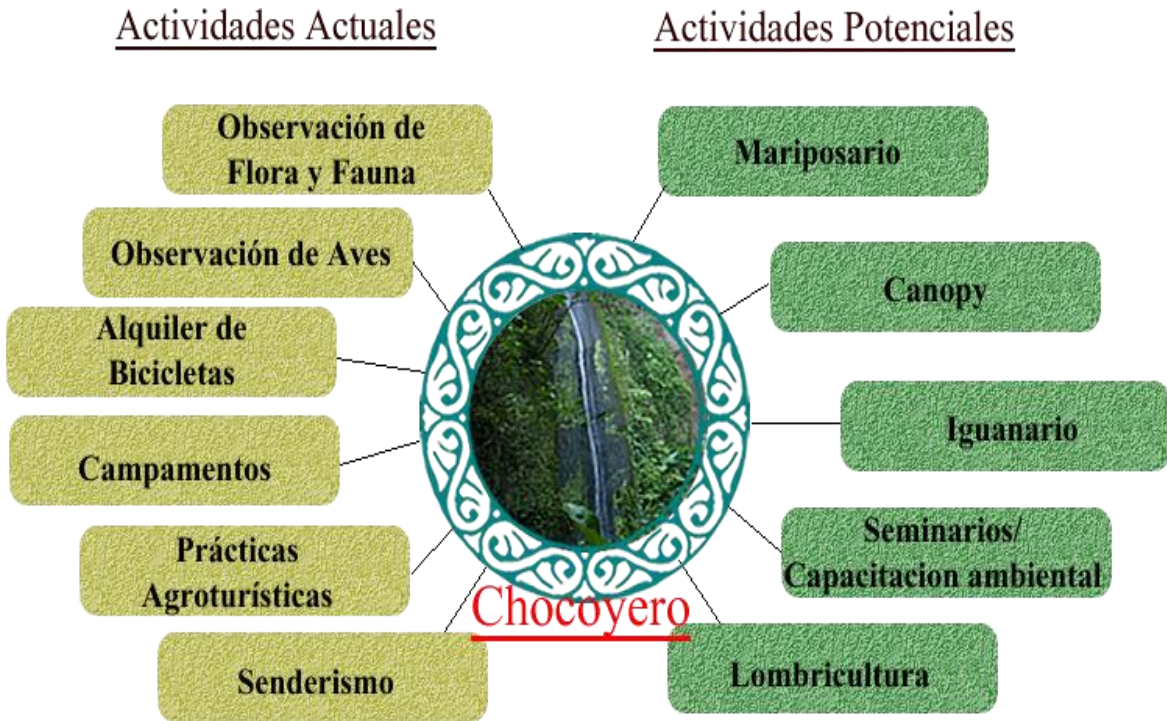 Actividades Actuales
Actividades Potenciales
Observación de
Flora y Fauna
Observación de Aves
Alquiler de
Bicicletas
Campamentos
Prácticas
Agroturísticas
Senderismo
Mariposario
Canopy
Iguanario
Seminarios/
Capacitacion ambiental
Lombricultura
Chocoyero